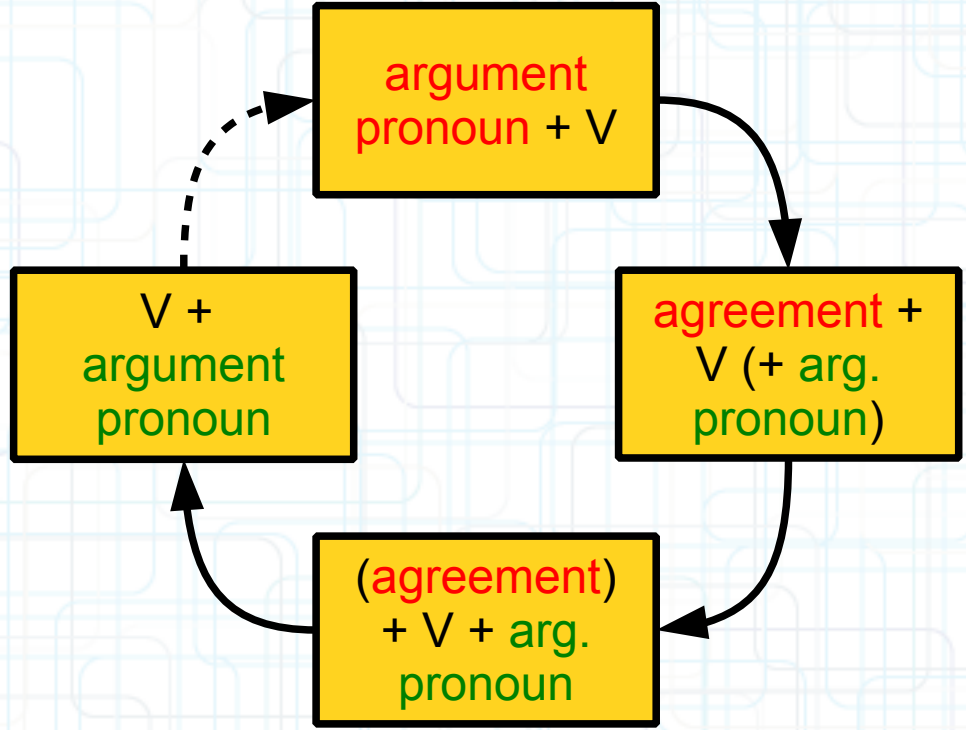 argument
pronoun + V
agreement +
V (+ arg.
pronoun)
(agreement)
+ V + arg.
pronoun
V +
argument
pronoun